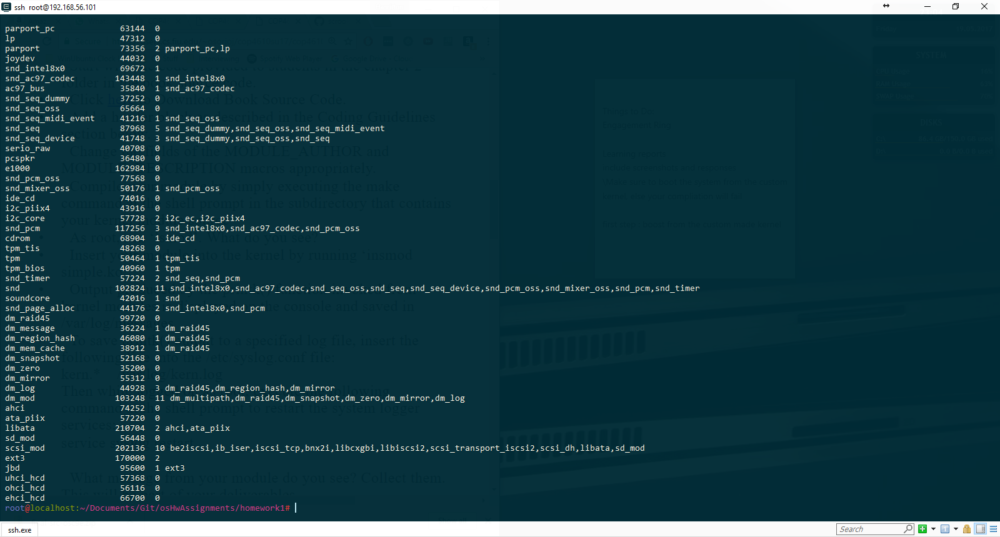 ssh  root@192.168.56.101
parport_pc 63144 0
lp 47312 0
parport 73356 2 parport_pc,lp
joydev 44032 0
snd_intel8x0 69672 1
snd_ac97_codec 143448 1 snd_intel8x0
ac97_bus 35840 1 snd_ac97_codec
snd_seq_dummy 37252 0
snd_seq_oss 65664 0
snd_seq_midi_event 41216 1 snd_seq_oss
snd_seq 87968 5 snd_seq_dummy,snd_seq_oss,snd_seq_midi_event
snd_seq_device 41748 3 snd_seq_dummy,snd_seq_oss,snd_seq
serio_raw 40708 0
pcspkr 36480 0
e1000 162984 0
snd_pcm_oss 77568 0
snd_mixer_oss 50176 1 snd_pcm_oss
ide_cd 74016 0
i2c_piix4 43916 0
i2c_core 57728 2 i2c_ec,i2c_piix4
snd_pcm 117256 3 snd_intel8x0,snd_ac97_codec,snd_pcm_oss
cdrom 68904 1 ide_cd
tpm_tis 48268 0
tpm 50464 1 tpm_tis
tpm_bios 40960 1 tpm
snd_timer 57224 2 snd_seq,snd_pcm
snd 102824 11 snd_intel8x0,snd_ac97_codec,snd_seq_oss,snd_seq,snd_seq_device,snd_pcm_oss,snd_mixer_oss,snd_pcm,snd_timer
soundcore 42016 1 snd
snd_page_alloc 44176 2 snd_intel8x0,snd_pcm
dm_raid45 99720 0
dm_message 36224 1 dm_raid45
dm_region_hash 46080 1 dm_raid45
dm_mem_cache 38912 1 dm_raid45
dm_snapshot 52168 0
dm_zero 35200 0
dm_mirror 55312 0
dm_log 44928 3 dm_raid45,dm_region_hash,dm_mirror
dm_mod 103248 11 dm_multipath,dm_raid45,dm_snapshot,dm_zero,dm_mirror,dm_log
ahci 74252 0
ata_piix 57220 0
libata 210704 2 ahci,ata_piix
sd_mod 56448 0
scsi_mod 202136 10 be2iscsi,ib_iser,iscsi_tcp,bnx2i,libcxgbi,libiscsi2,scsi_transport_iscsi2,scsi_dh,libata,sd_mod
ext3 170000 2
jbd 95600 1 ext3
uhci_hcd 57368 0
ohci_hcd 56116 0
ehci_hcd 66700 0
root@localhost:~/Documents/Git/osHwAssignments/homework1#
ssh.exe
Search